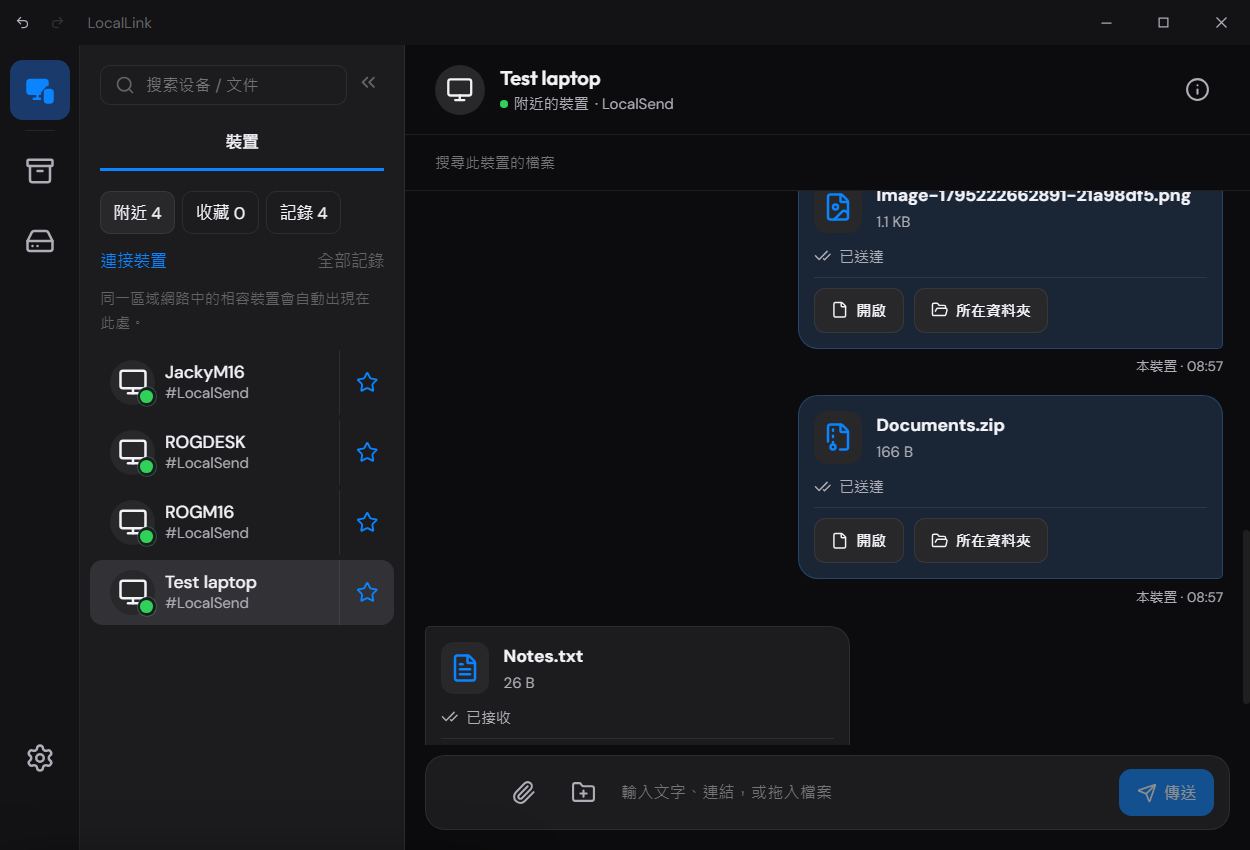 LocalLink
搜索设备 / 文件
裝置
附近 4
收藏 0
記錄 4
連接裝置
全部記錄
同一區域網路中的相容裝置會自動出現在
此處。
JackyM16
#LocalSend
ROGDESK
#LocalSend
ROGM16
#LocalSend
Test laptop
#LocalSend
Test laptop
附近的裝置 · LocalSend
搜尋此裝置的檔案
Image-1795222662891-21a98df5.png
1.1 KB
已送達
開啟
所在資料夾
本裝置 · 08:57
Documents.zip
166 B
已送達
開啟
所在資料夾
本裝置 · 08:57
Notes.txt
26 B
已接收
輸入文字、連結，或拖入檔案
傳送